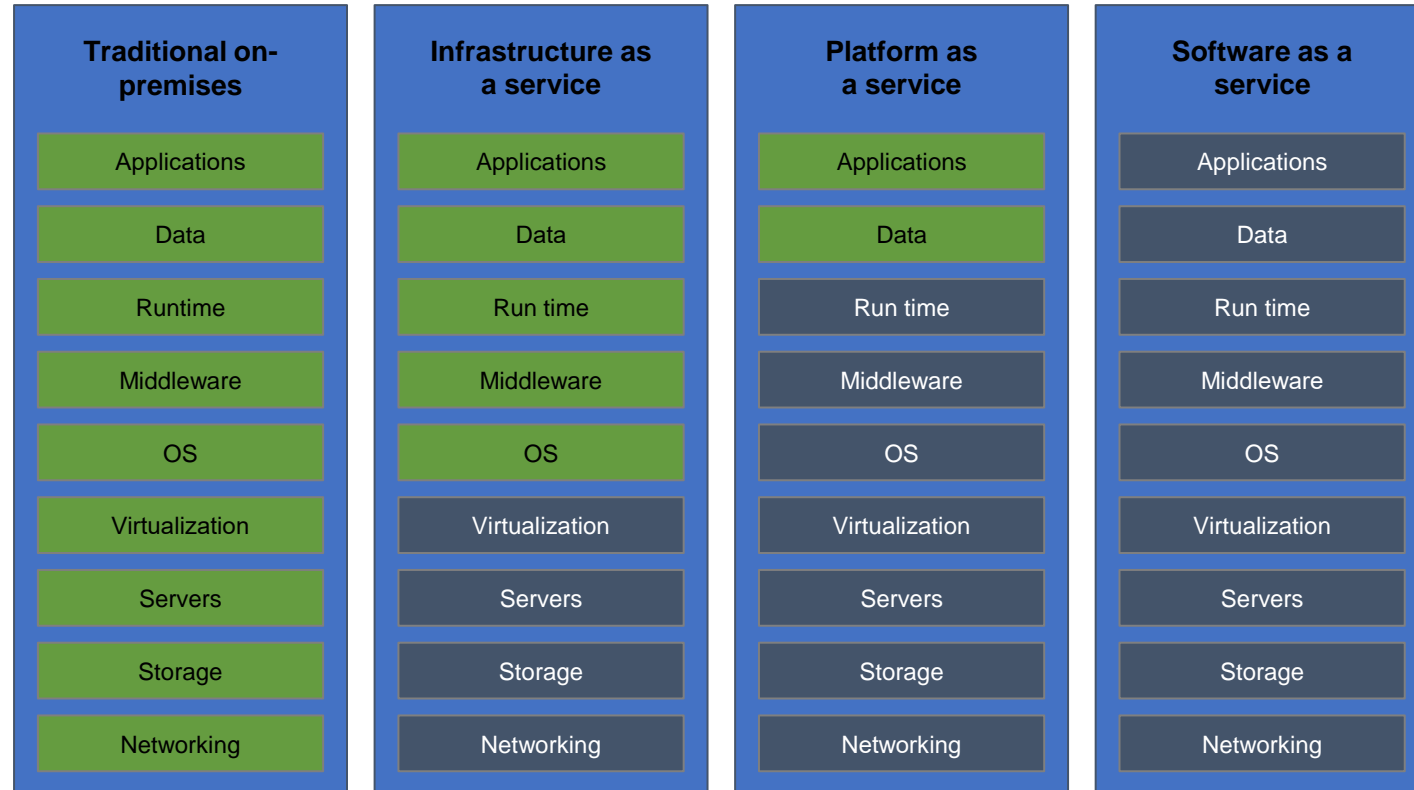 Traditional on-
premises
Applications
Data
Runtime
Middleware
OS
Virtualization
Servers
Storage
Networking
Infrastructure as
a service
Applications
Data
Run time
Middleware
OS
Virtualization
Servers
Storage
Networking
Platform as
a service
Applications
Data
Run time
Middleware
OS
Virtualization
Servers
Storage
Networking
Software as a
service
Applications
Data
Run time
Middleware
OS
Virtualization
Servers
Storage
Networking